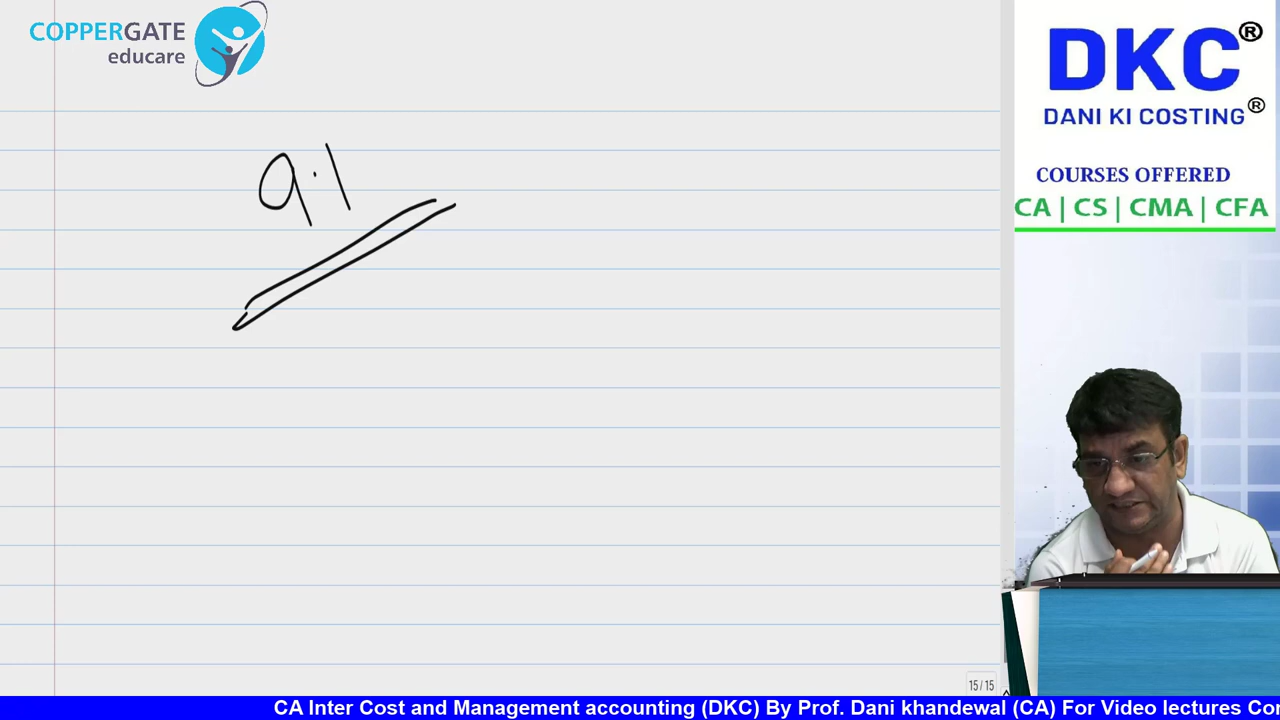 COPPERGATE
educare
9.1
DKC®
DANI KI COSTING®
COURSES OFFERED
CA | CS | CMA | CFA
15/15
CA Inter Cost and Management accounting (DKC) By Prof. Dani khandewal (CA) For Video lectures Co